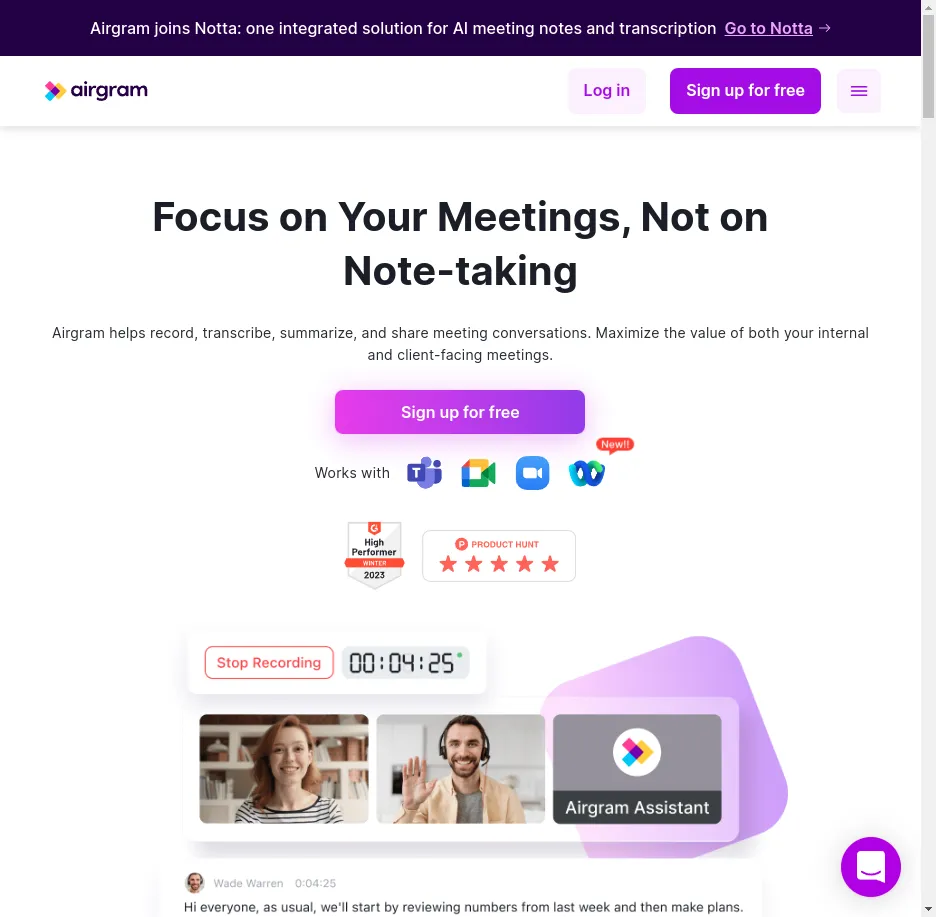 Airgram joins Notta: one integrated solution for AI meeting notes and transcription Go to Notta →
airgram
Log in
Sign up for free
Focus on Your Meetings, Not on
Note-taking
Airgram helps record, transcribe, summarize, and share meeting conversations. Maximize the value of both your internal
and client-facing meetings.
Sign up for free
New!!
Works with
T
G
High
Performer
WINTER
2023
P PRODUCT HUNT
Stop Recording
00:04:25
Airgram Assistant
Wade Warren 0:04:25
Hi everyone, as usual, we'll start by reviewing numbers from last week and then make plans.